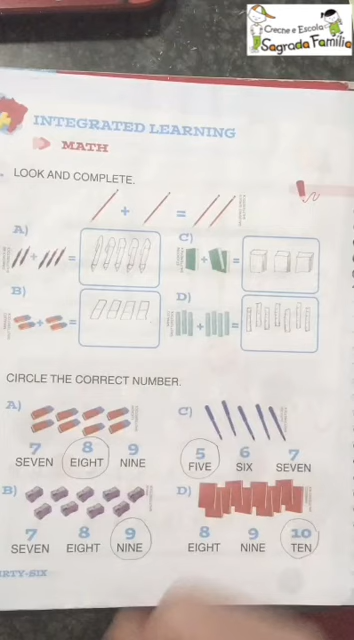 Creche e Escola
Sagrada Família
INTEGRATED LEARNING
MATH
LOOK AND COMPLETE.
+ =
A) + =
C) + =
B) + =
D) + =
CIRCLE THE CORRECT NUMBER.
A)
7 8 9
SEVEN EIGHT NINE
C)
5 6 7
FIVE SIX SEVEN
B)
7 8 9
SEVEN EIGHT NINE
D)
8 9 10
EIGHT NINE TEN
RTY-SIX